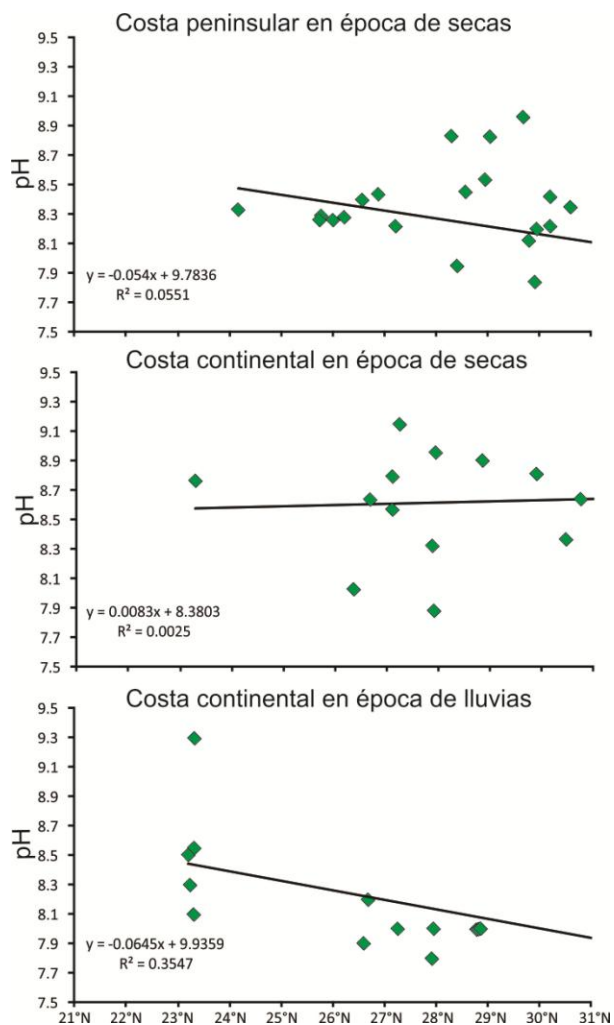 Costa peninsular en época de secas
9.5
9.3
9.1
8.9
8.7
8.5
8.3
8.1
7.9
7.7
7.5
pH
y = -0.054x + 9.7836
R² = 0.0551
Costa continental en época de secas
9.5
9.3
9.1
8.9
8.7
8.5
8.3
8.1
7.9
7.7
7.5
pH
y = 0.0083x + 8.3803
R² = 0.0025
Costa continental en época de lluvias
9.5
9.3
9.1
8.9
8.7
8.5
8.3
8.1
7.9
7.7
7.5
pH
y = -0.0645x + 9.9359
R² = 0.3547
21°N 22°N 23°N 24°N 25°N 26°N 27°N 28°N 29°N 30°N 31°N